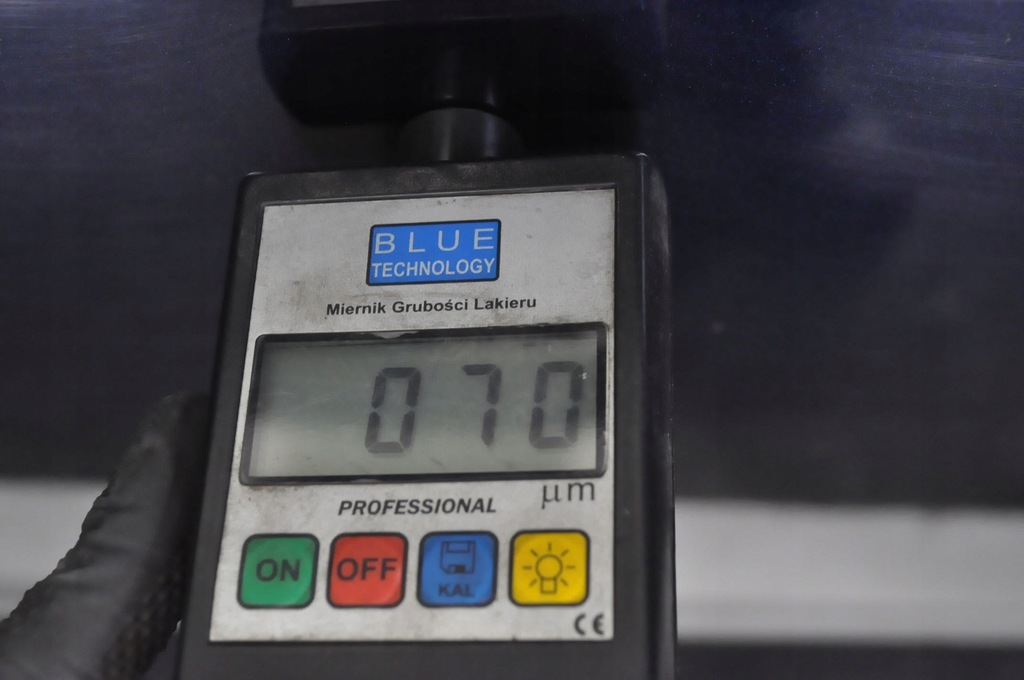 BLUE
TECHNOLOGY
Miernik Grubości Lakieru
070
µm
PROFESSIONAL
ON OFF KAL
CE